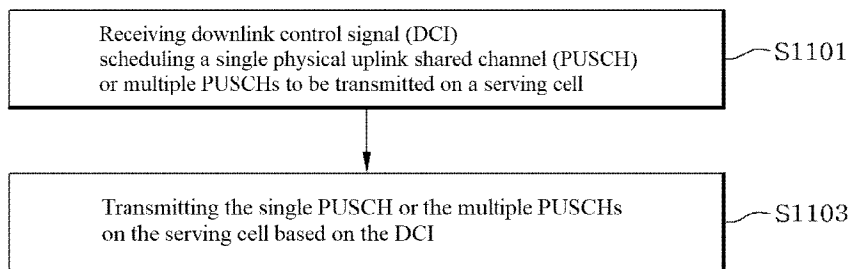 Receiving downlink control signal (DCI)
scheduling a single physical uplink shared channel (PUSCH)
or multiple PUSCHs to be transmitted on a serving cell
S1101
Transmitting the single PUSCH or the multiple PUSCHs
on the serving cell based on the DCI
S1103